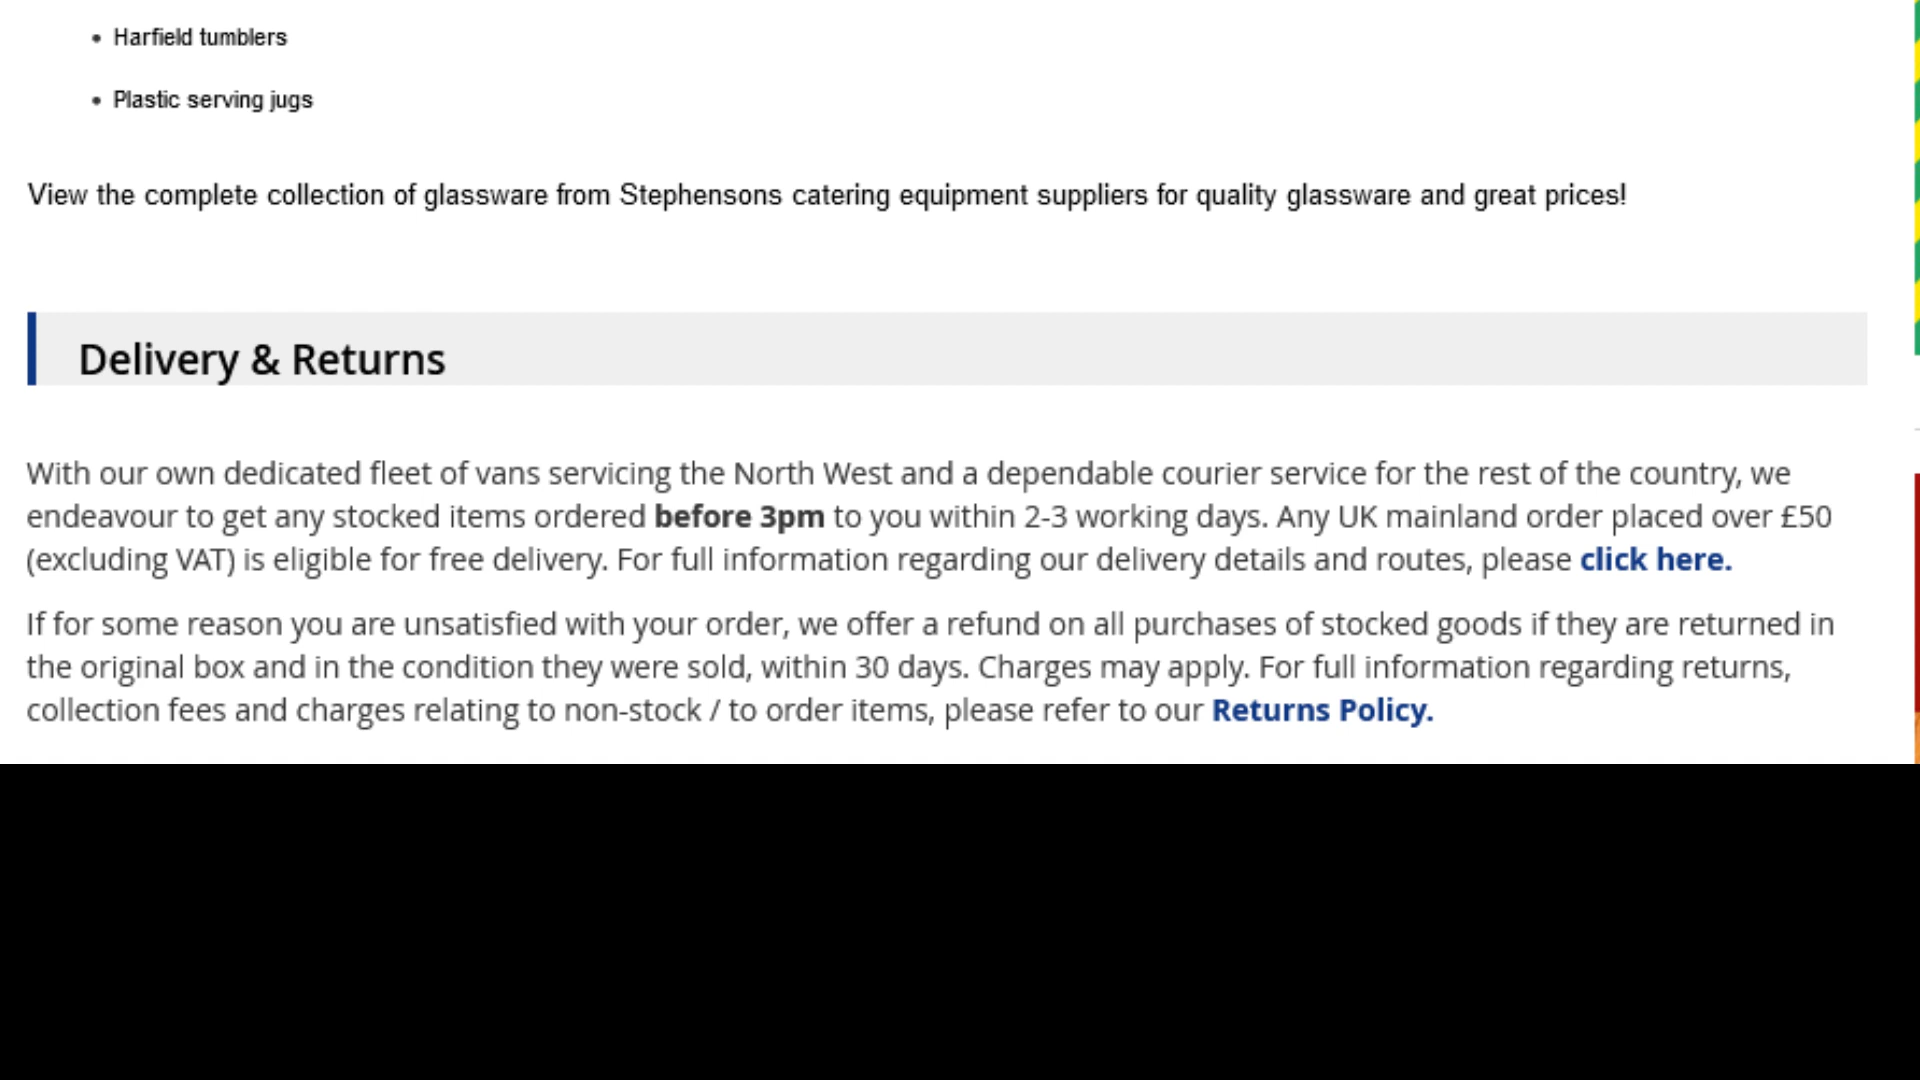 • Harfield tumblers
• Plastic serving jugs
View the complete collection of glassware from Stephensons catering equipment suppliers for quality glassware and great prices!
Delivery & Returns
With our own dedicated fleet of vans servicing the North West and a dependable courier service for the rest of the country, we
endeavour to get any stocked items ordered before 3pm to you within 2-3 working days. Any UK mainland order placed over £50
(excluding VAT) is eligible for free delivery. For full information regarding our delivery details and routes, please click here.
If for some reason you are unsatisfied with your order, we offer a refund on all purchases of stocked goods if they are returned in
the original box and in the condition they were sold, within 30 days. Charges may apply. For full information regarding returns,
collection fees and charges relating to non-stock / to order items, please refer to our Returns Policy.